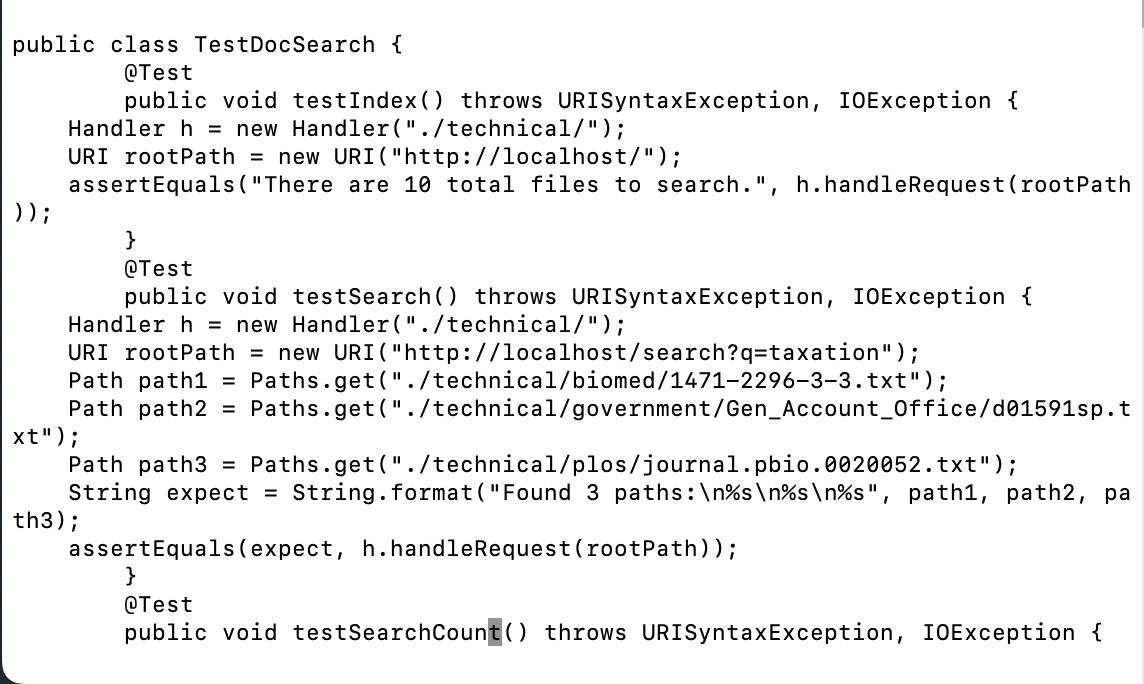 public class TestDocSearch {
        @Test
        public void testIndex() throws URISyntaxException, IOException {
    Handler h = new Handler("./technical/");
    URI rootPath = new URI("http://localhost/");
    assertEquals("There are 10 total files to search.", h.handleRequest(rootPath
));
        }
        @Test
        public void testSearch() throws URISyntaxException, IOException {
    Handler h = new Handler("./technical/");
    URI rootPath = new URI("http://localhost/search?q=taxation");
    Path path1 = Paths.get("./technical/biomed/1471-2296-3-3.txt");
    Path path2 = Paths.get("./technical/government/Gen_Account_Office/d01591sp.t
xt");
    Path path3 = Paths.get("./technical/plos/journal.pbio.0020052.txt");
    String expect = String.format("Found 3 paths:\n%s\n%s\n%s", path1, path2, pa
th3);
    assertEquals(expect, h.handleRequest(rootPath));
        }
        @Test
        public void testSearchCount() throws URISyntaxException, IOException {